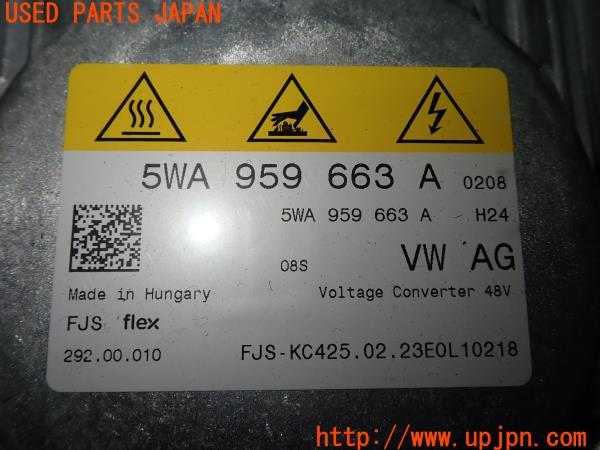 USED PARTS JAPAN
5WA 959 663 A 0208
5WA 959 663 A H24
08S VW AG
Made in Hungary Voltage Converter 48V
FJS flex
292.00.010 FJS-KC425.02.23E0L10218
http://www.upjpn.com